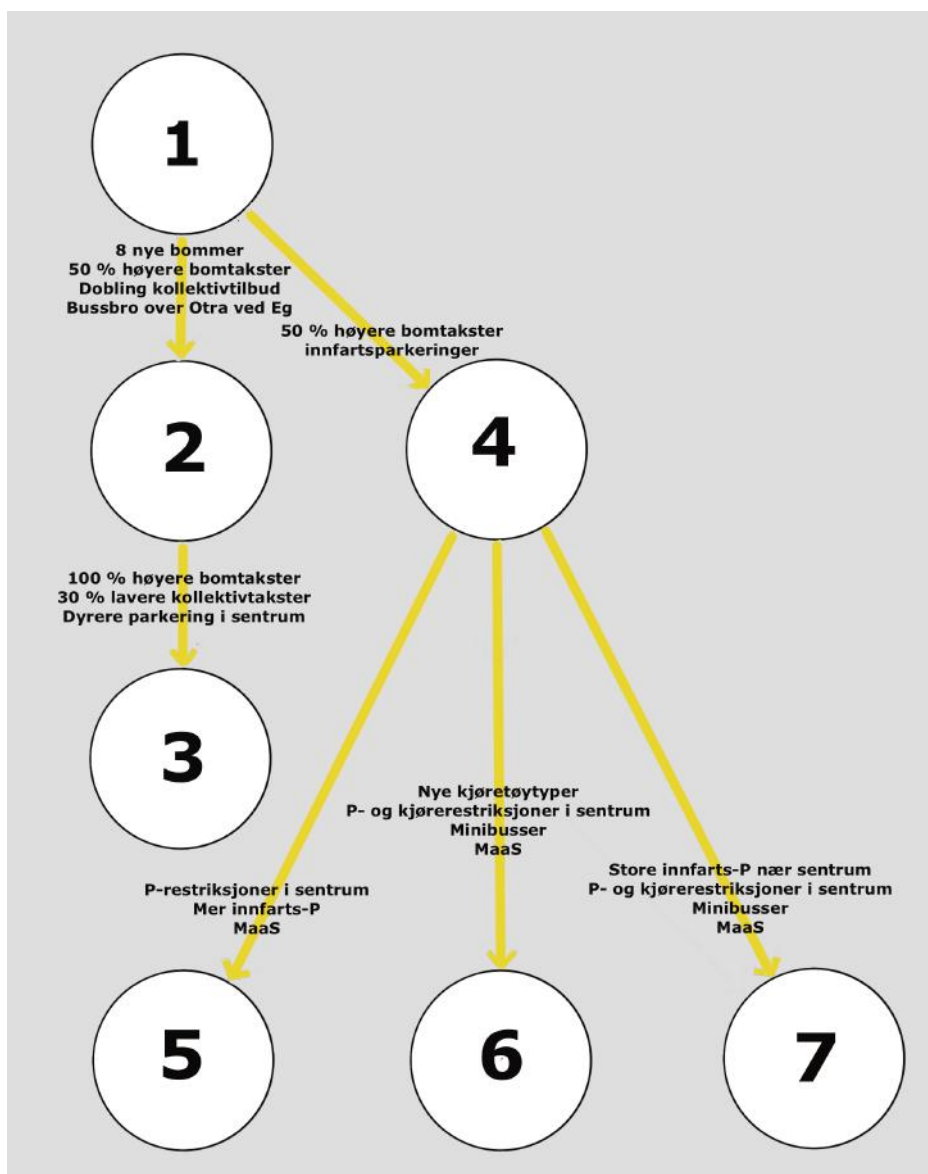 1
8 nye bommer
50 % høyere bomtakster
Dobling kollektivtilbud
Bussbro over Otra ved Eg
50 % høyere bomtakster
innfartsparkeringer
2
4
100 % høyere bomtakster
30 % lavere kollektivtakster
Dyrere parkering i sentrum
3
Nye kjøretøytyper
P- og kjørerestriksjoner i sentrum
Minibusser
MaaS
P-restriksjoner i sentrum
Mer innfarts-P
MaaS
Store innfarts-P nær sentrum
P- og kjørerestriksjoner i sentrum
Minibusser
MaaS
5
6
7